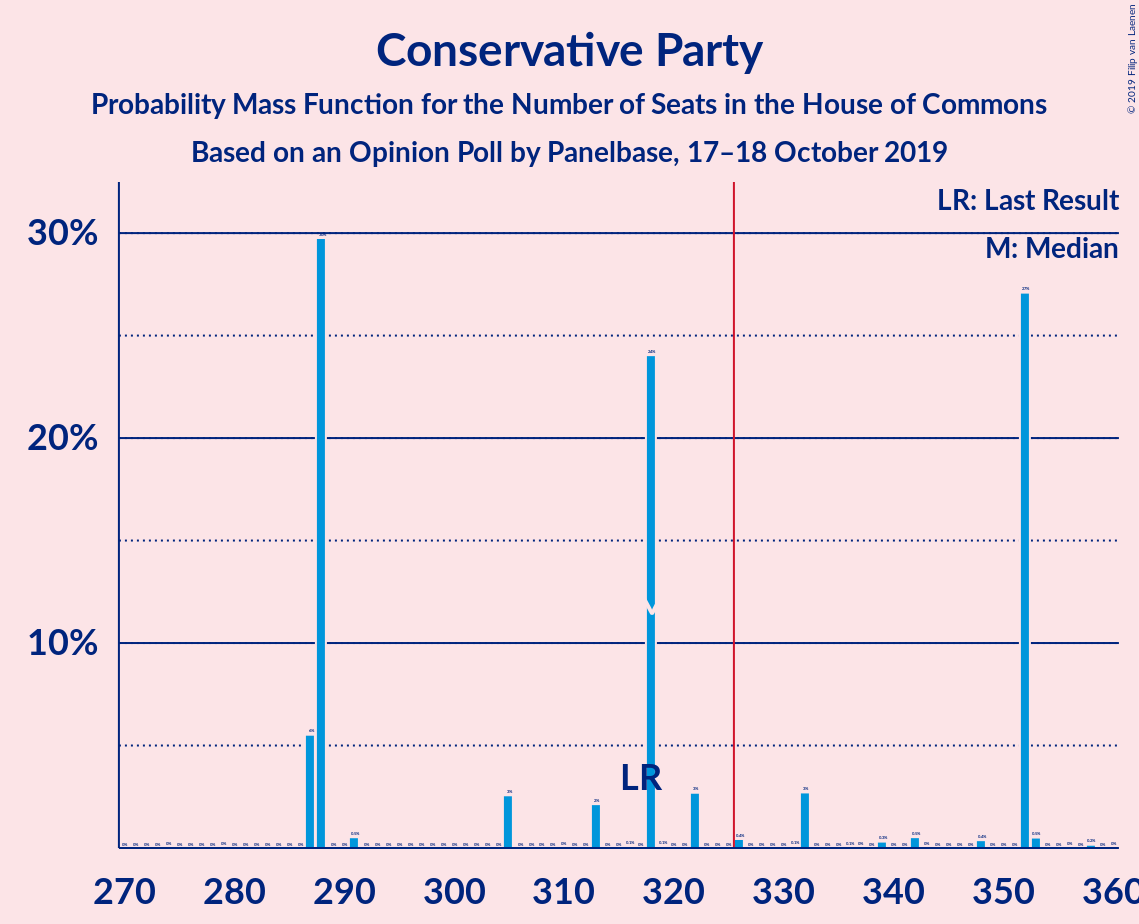 Conservative Party
Probability Mass Function for the Number of Seats in the House of Commons
Based on an Opinion Poll by Panelbase, 17–18 October 2019
© 2019 Filip van Laenen
LR: Last Result
M: Median
30%
20%
10%
M
LR
270 280 290 300 310 320 330 340 350 360